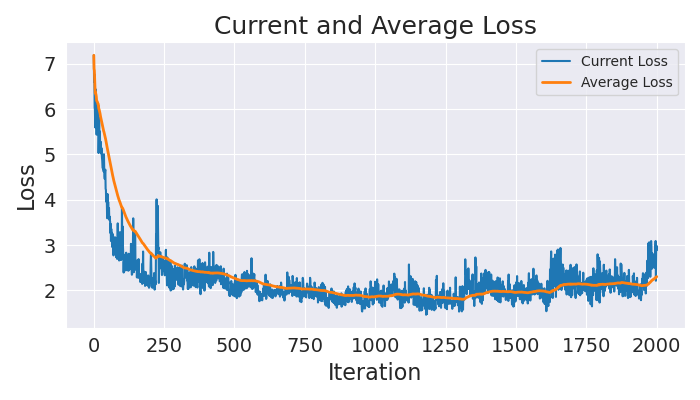 Current and Average Loss
Current Loss
Average Loss
Loss
7
6
5
4
3
2
0 250 500 750 1000 1250 1500 1750 2000
Iteration